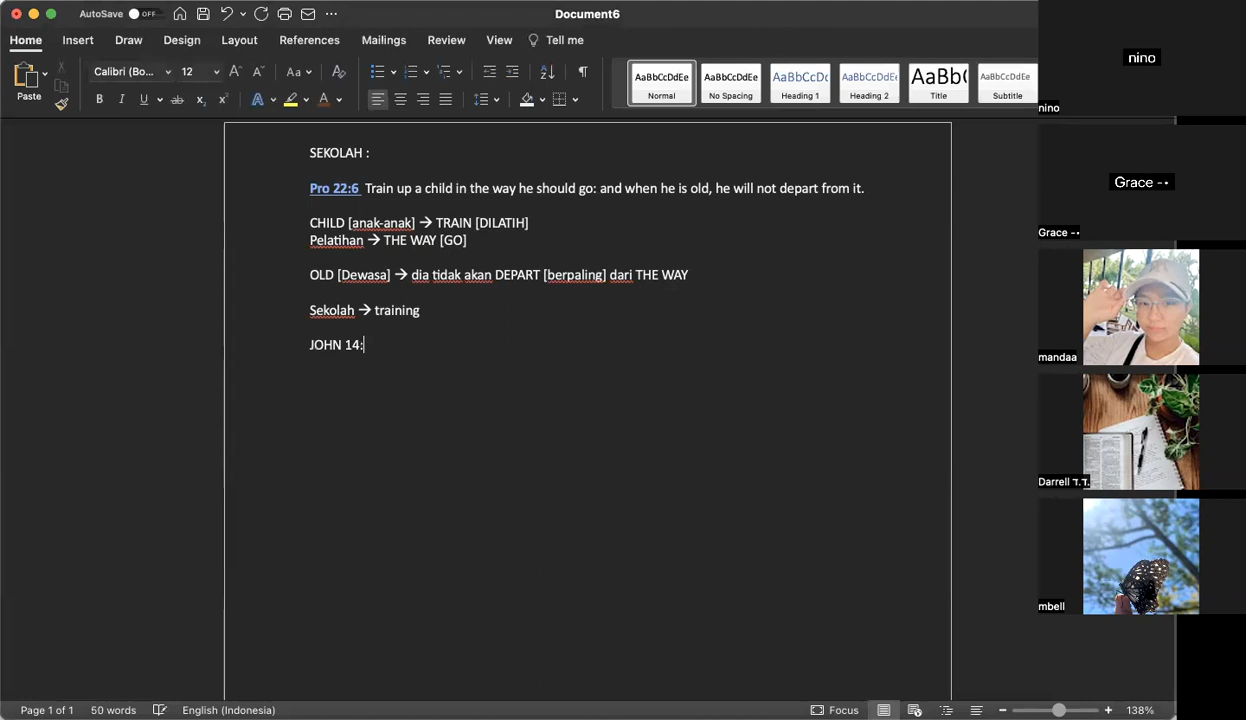 AutoSave OFF Document6
Home Insert Draw Design Layout References Mailings Review View Tell me
Paste Calibri (Bo... 12 Aa
AaBbCcDdEe AaBbCcDdEe AaBbCcDc AaBbCcDdEe AaBb( AaBbCcDdEe
Normal No Spacing Heading 1 Heading 2 Title Subtitle
SEKOLAH :
Pro 22:6 Train up a child in the way he should go: and when he is old, he will not depart from it.
CHILD [anak-anak] → TRAIN [DILATIH]
Pelatihan → THE WAY [GO]
OLD [Dewasa] → dia tidak akan DEPART [berpaling] dari THE WAY
Sekolah → training
JOHN 14:
nino
nino
Grace -•
Grace -•
mandaa
Darrell ד.ד.
mbell
Page 1 of 1 50 words English (Indonesia) Focus 138%